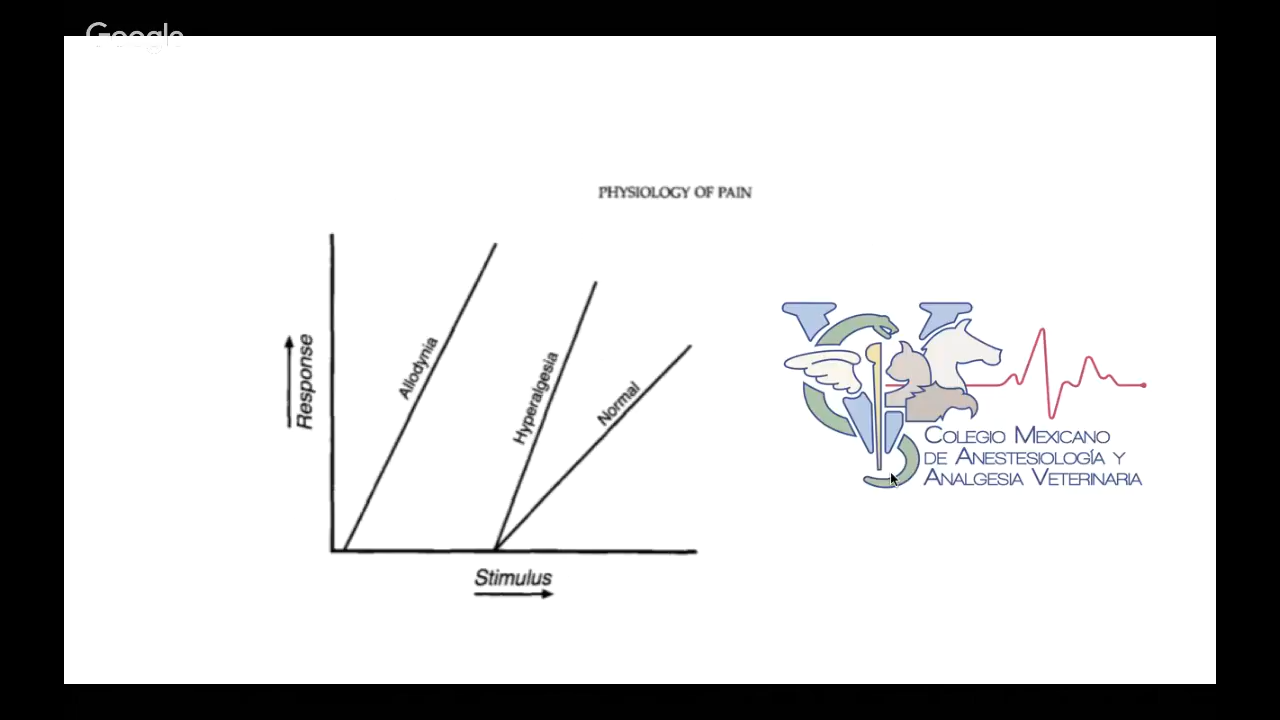 Google
PHYSIOLOGY OF PAIN
Response
Allodynia
Hyperalgesia
Normal
Stimulus
COLEGIO MEXICANO
DE ANESTESIOLOGÍA Y
ANALGESIA VETERINARIA